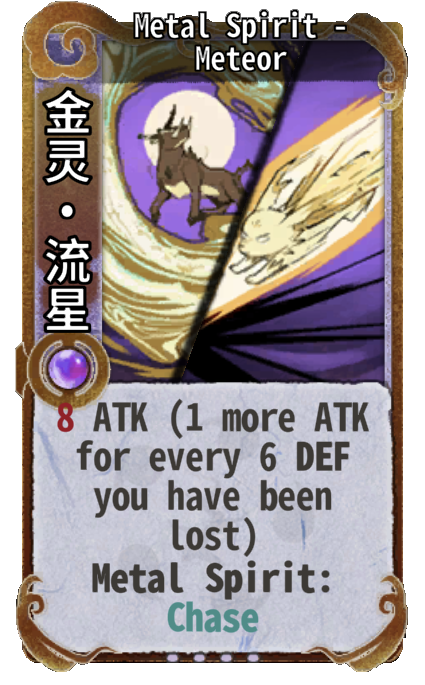 Metal Spirit -
Meteor
金灵・流星
8 ATK (1 more ATK
for every 6 DEF
you have been
lost)
Metal Spirit:
Chase